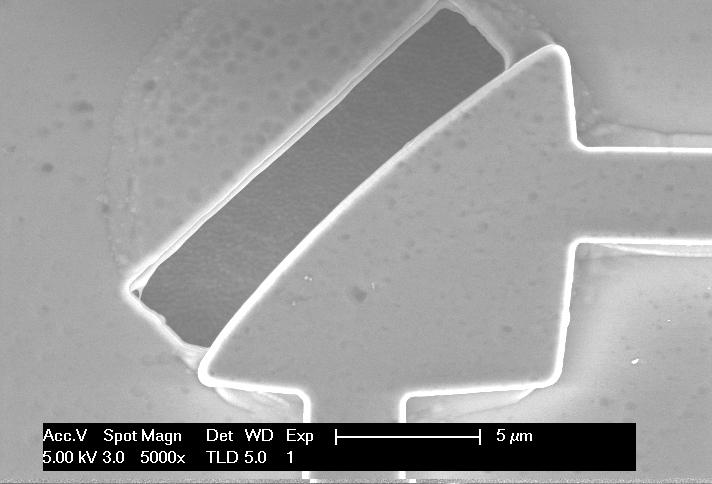 Acc.V Spot Magn Det WD Exp 5 µm
5.00 kV 3.0 5000x TLD 5.0 1